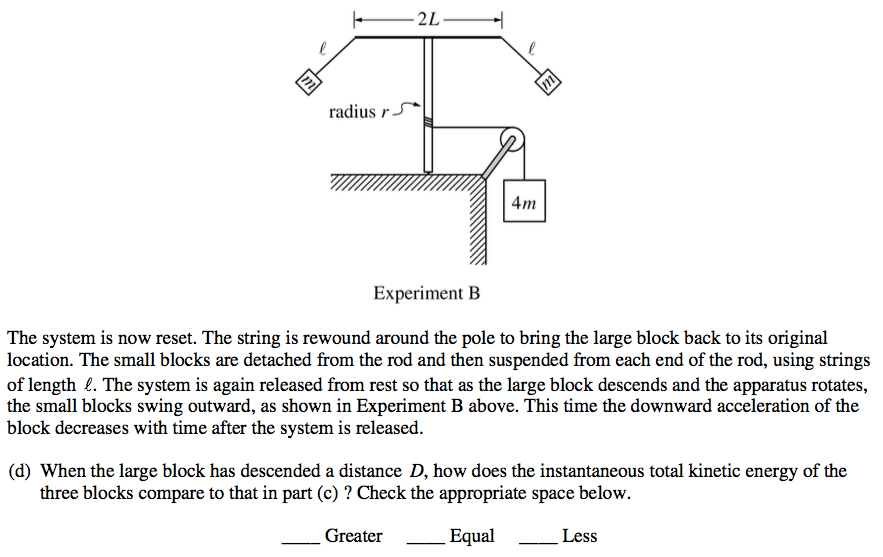 2L
ℓ
ℓ
m
m
radius r
4m
Experiment B
The system is now reset. The string is rewound around the pole to bring the large block back to its original
location. The small blocks are detached from the rod and then suspended from each end of the rod, using strings
of length ℓ. The system is again released from rest so that as the large block descends and the apparatus rotates,
the small blocks swing outward, as shown in Experiment B above. This time the downward acceleration of the
block decreases with time after the system is released.
(d) When the large block has descended a distance D, how does the instantaneous total kinetic energy of the
three blocks compare to that in part (c) ? Check the appropriate space below.
____ Greater ____ Equal ____ Less